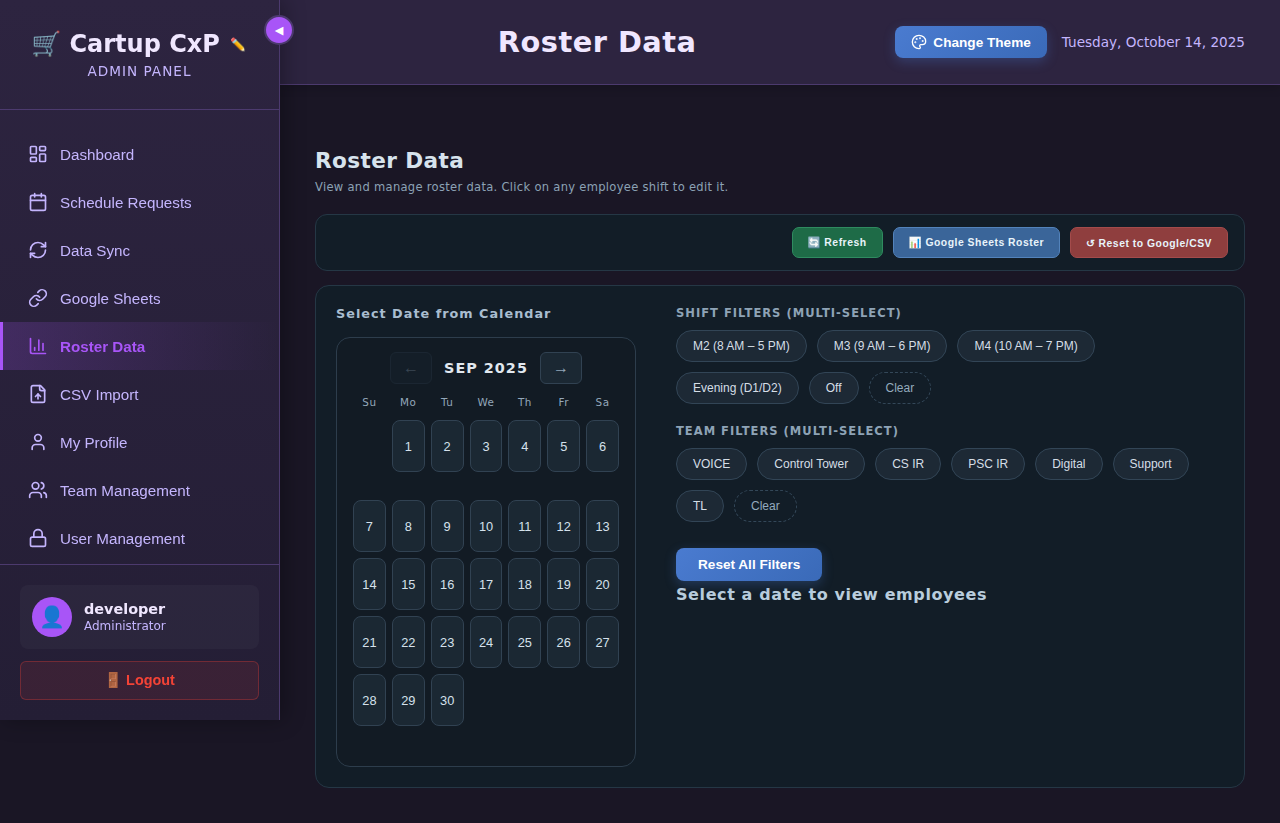 🛒 Cartup CxP ✏️
ADMIN PANEL
◀
Dashboard
Schedule Requests
Data Sync
Google Sheets
Roster Data
CSV Import
My Profile
Team Management
User Management
developer
Administrator
🚪 Logout
Roster Data
Change Theme
Tuesday, October 14, 2025
Roster Data
View and manage roster data. Click on any employee shift to edit it.
🔄 Refresh
📊 Google Sheets Roster
↺ Reset to Google/CSV
Select Date from Calendar
← SEP 2025 →
Su Mo Tu We Th Fr Sa
1 2 3 4 5 6
7 8 9 10 11 12 13
14 15 16 17 18 19 20
21 22 23 24 25 26 27
28 29 30
SHIFT FILTERS (MULTI-SELECT)
M2 (8 AM – 5 PM) M3 (9 AM – 6 PM) M4 (10 AM – 7 PM)
Evening (D1/D2) Off Clear
TEAM FILTERS (MULTI-SELECT)
VOICE Control Tower CS IR PSC IR Digital Support
TL Clear
Reset All Filters
Select a date to view employees